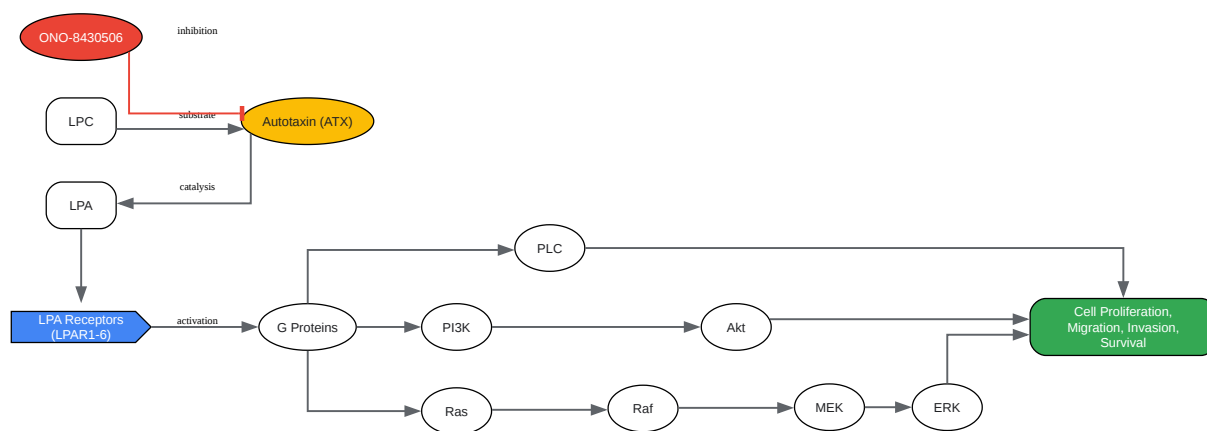 ONO-8430506
inhibition
LPC
substrate
Autotaxin (ATX)
catalysis
LPA
PLC
LPA Receptors
(LPAR1-6)
activation
G Proteins
PI3K
Akt
Cell Proliferation,
Migration, Invasion,
Survival
Ras
Raf
MEK
ERK